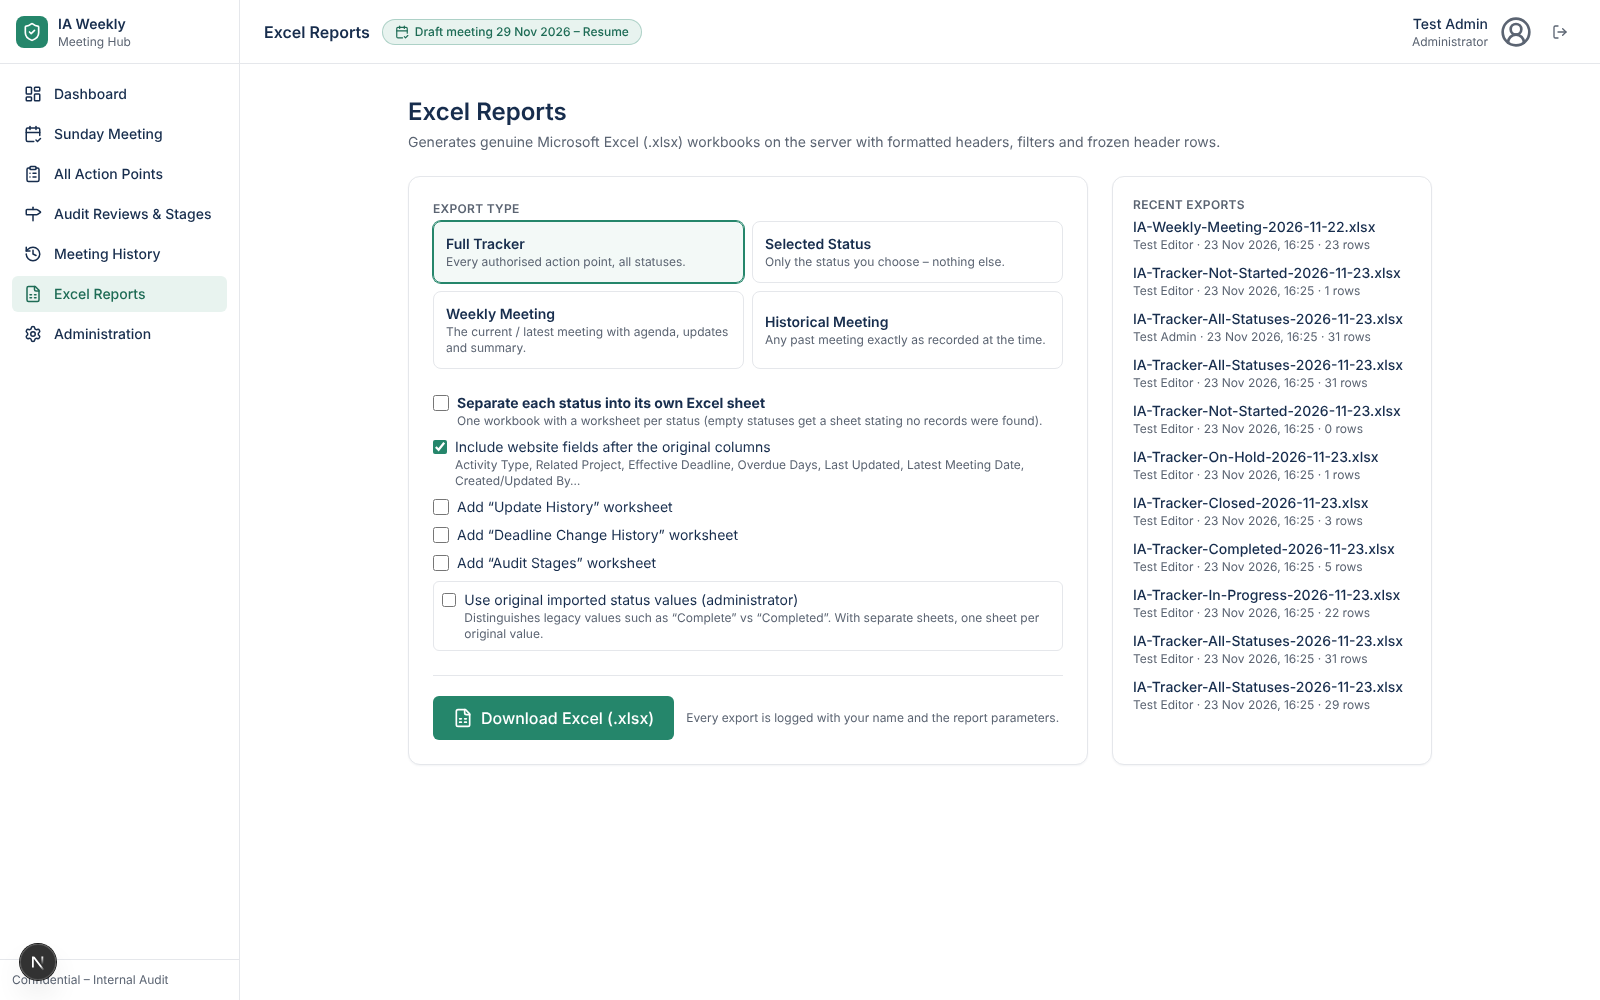 IA Weekly
Meeting Hub
Excel Reports
Draft meeting 29 Nov 2026 – Resume
Test Admin
Administrator
Dashboard
Sunday Meeting
All Action Points
Audit Reviews & Stages
Meeting History
Excel Reports
Administration
Excel Reports
Generates genuine Microsoft Excel (.xlsx) workbooks on the server with formatted headers, filters and frozen header rows.
EXPORT TYPE
Full Tracker
Every authorised action point, all statuses.
Selected Status
Only the status you choose – nothing else.
Weekly Meeting
The current / latest meeting with agenda, updates
and summary.
Historical Meeting
Any past meeting exactly as recorded at the time.
Separate each status into its own Excel sheet
One workbook with a worksheet per status (empty statuses get a sheet stating no records were found).
Include website fields after the original columns
Activity Type, Related Project, Effective Deadline, Overdue Days, Last Updated, Latest Meeting Date,
Created/Updated By…
Add “Update History” worksheet
Add “Deadline Change History” worksheet
Add “Audit Stages” worksheet
Use original imported status values (administrator)
Distinguishes legacy values such as “Complete” vs “Completed”. With separate sheets, one sheet per
original value.
Download Excel (.xlsx)
Every export is logged with your name and the report parameters.
RECENT EXPORTS
IA-Weekly-Meeting-2026-11-22.xlsx
Test Editor · 23 Nov 2026, 16:25 · 23 rows
IA-Tracker-Not-Started-2026-11-23.xlsx
Test Editor · 23 Nov 2026, 16:25 · 1 rows
IA-Tracker-All-Statuses-2026-11-23.xlsx
Test Admin · 23 Nov 2026, 16:25 · 31 rows
IA-Tracker-All-Statuses-2026-11-23.xlsx
Test Editor · 23 Nov 2026, 16:25 · 31 rows
IA-Tracker-Not-Started-2026-11-23.xlsx
Test Editor · 23 Nov 2026, 16:25 · 0 rows
IA-Tracker-On-Hold-2026-11-23.xlsx
Test Editor · 23 Nov 2026, 16:25 · 1 rows
IA-Tracker-Closed-2026-11-23.xlsx
Test Editor · 23 Nov 2026, 16:25 · 3 rows
IA-Tracker-Completed-2026-11-23.xlsx
Test Editor · 23 Nov 2026, 16:25 · 5 rows
IA-Tracker-In-Progress-2026-11-23.xlsx
Test Editor · 23 Nov 2026, 16:25 · 22 rows
IA-Tracker-All-Statuses-2026-11-23.xlsx
Test Editor · 23 Nov 2026, 16:25 · 31 rows
IA-Tracker-All-Statuses-2026-11-23.xlsx
Test Editor · 23 Nov 2026, 16:25 · 29 rows
N
Confidential – Internal Audit